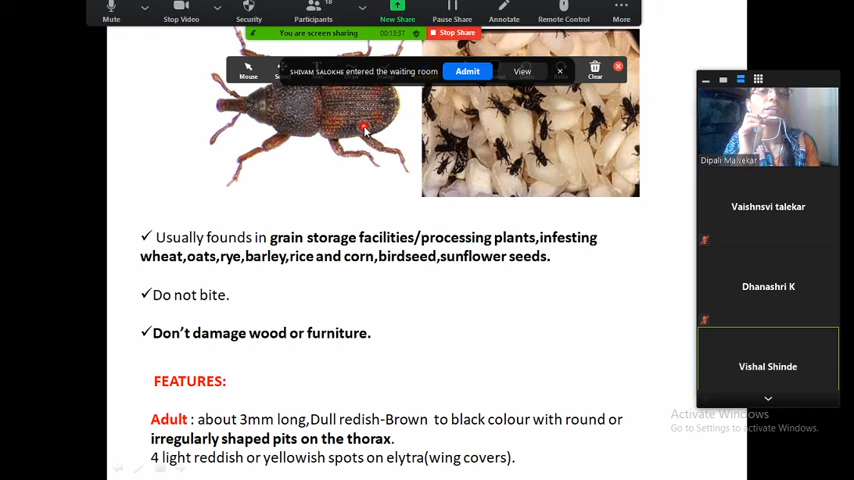 18
Mute
Stop Video
Security
Participants
New Share
Pause Share
Annotate
Remote Control
More
You are screen sharing
00:13:37
Stop Share
Mouse
SHIVAM SALOKHE entered the waiting room
Admit
View
Clear
Dipali Malvekar
Vaishnsvi talekar
Dhanashri K
Vishal Shinde
✓ Usually founds in grain storage facilities/processing plants,infesting
wheat,oats,rye,barley,rice and corn,birdseed,sunflower seeds.
✓Do not bite.
✓Don’t damage wood or furniture.
FEATURES:
Adult : about 3mm long,Dull redish-Brown to black colour with round or
irregularly shaped pits on the thorax.
4 light reddish or yellowish spots on elytra(wing covers).
Activate Windows
Go to Settings to activate Windows.